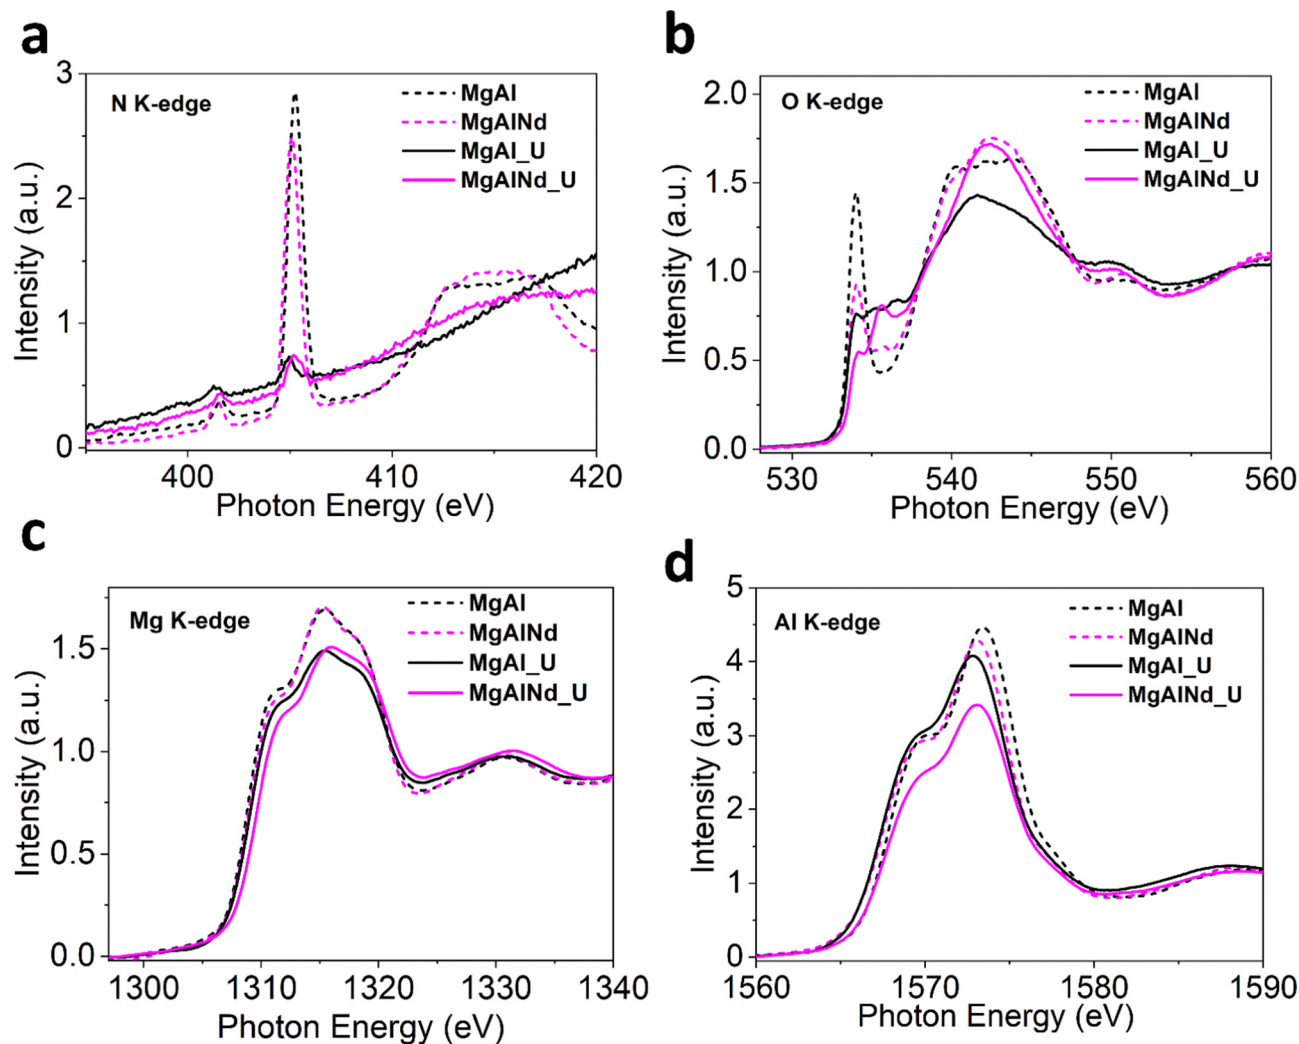 a
N K-edge
MgAl
MgAlNd
MgAl_U
MgAlNd_U
3
2
1
0
Intensity (a.u.)
400
410
420
Photon Energy (eV)
b
O K-edge
MgAl
MgAlNd
MgAl_U
MgAlNd_U
2.0
1.5
1.0
0.5
0.0
Intensity (a.u.)
530
540
550
560
Photon Energy (eV)
c
Mg K-edge
MgAl
MgAlNd
MgAl_U
MgAlNd_U
1.5
1.0
0.5
0.0
Intensity (a.u.)
1300
1310
1320
1330
1340
Photon Energy (eV)
d
Al K-edge
MgAl
MgAlNd
MgAl_U
MgAlNd_U
5
4
3
2
1
0
Intensity (a.u.)
1560
1570
1580
1590
Photon Energy (eV)